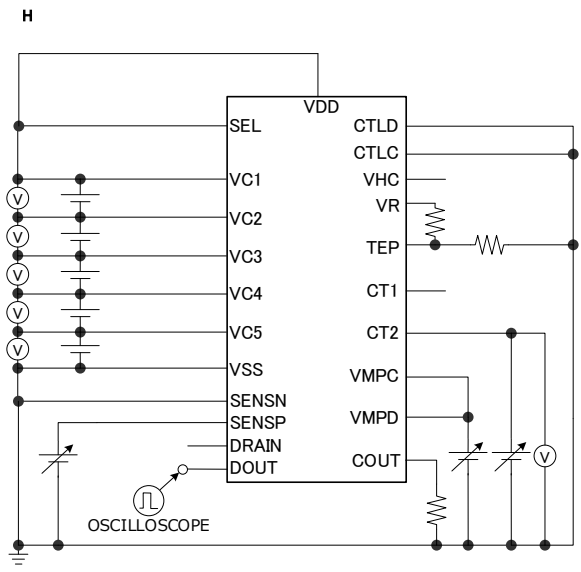 H
VDD
SEL
CTLD
CTLC
VC1
VHC
VR
VC2
TEP
VC3
CT1
VC4
CT2
VC5
VSS
VMPC
SENSN
VMPD
SENSP
DRAIN
COUT
DOUT
OSCILLOSCOPE
V
V
V
V
V
V